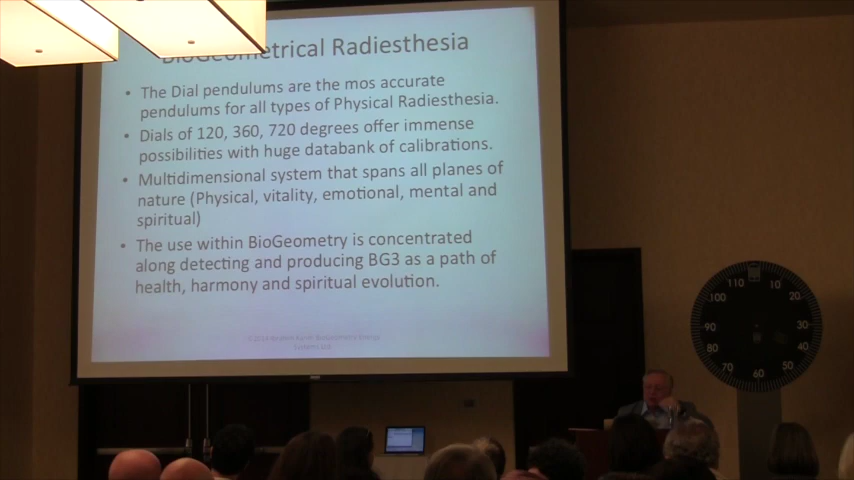 BioGeometrical Radiesthesia
• The Dial pendulums are the mos accurate
pendulums for all types of Physical Radiesthesia.
• Dials of 120, 360, 720 degrees offer immense
possibilities with huge databank of calibrations.
• Multidimensional system that spans all planes of
nature (Physical, vitality, emotional, mental and
spiritual)
• The use within BioGeometry is concentrated
along detecting and producing BG3 as a path of
health, harmony and spiritual evolution.
110 10
100 20
90 30
80 40
70 50
60